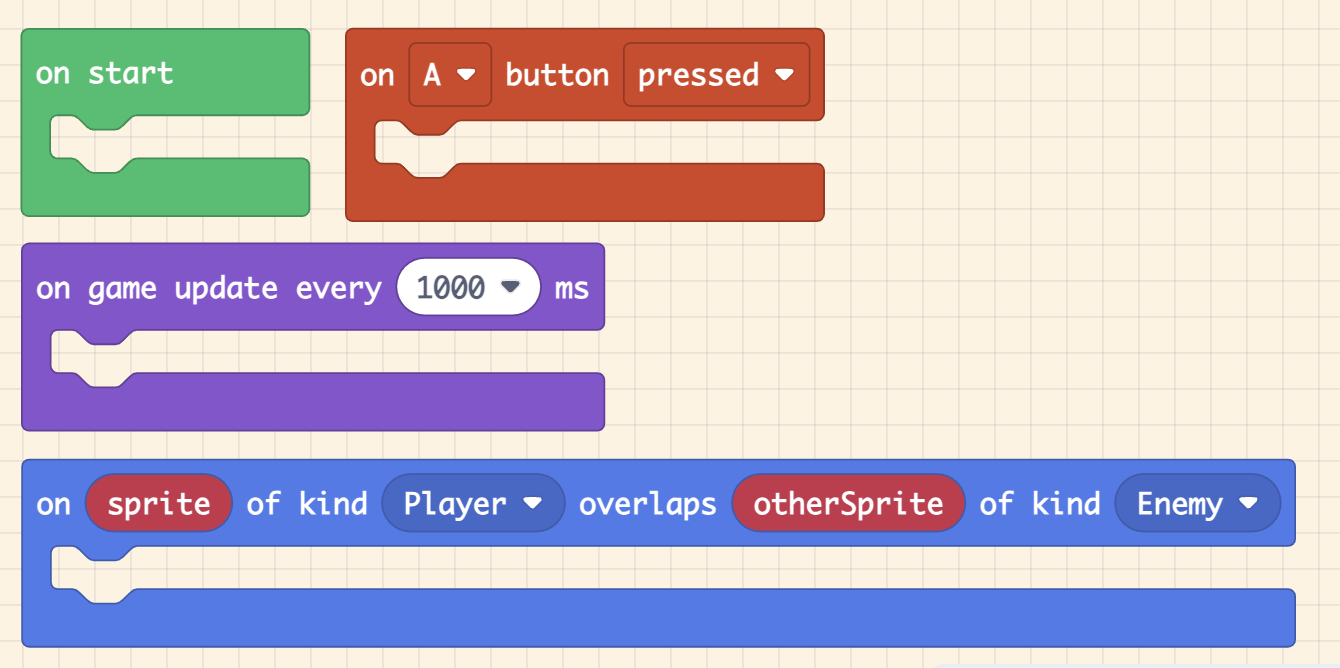 on start
on A button pressed
on game update every 1000 ms
on sprite of kind Player overlaps otherSprite of kind Enemy